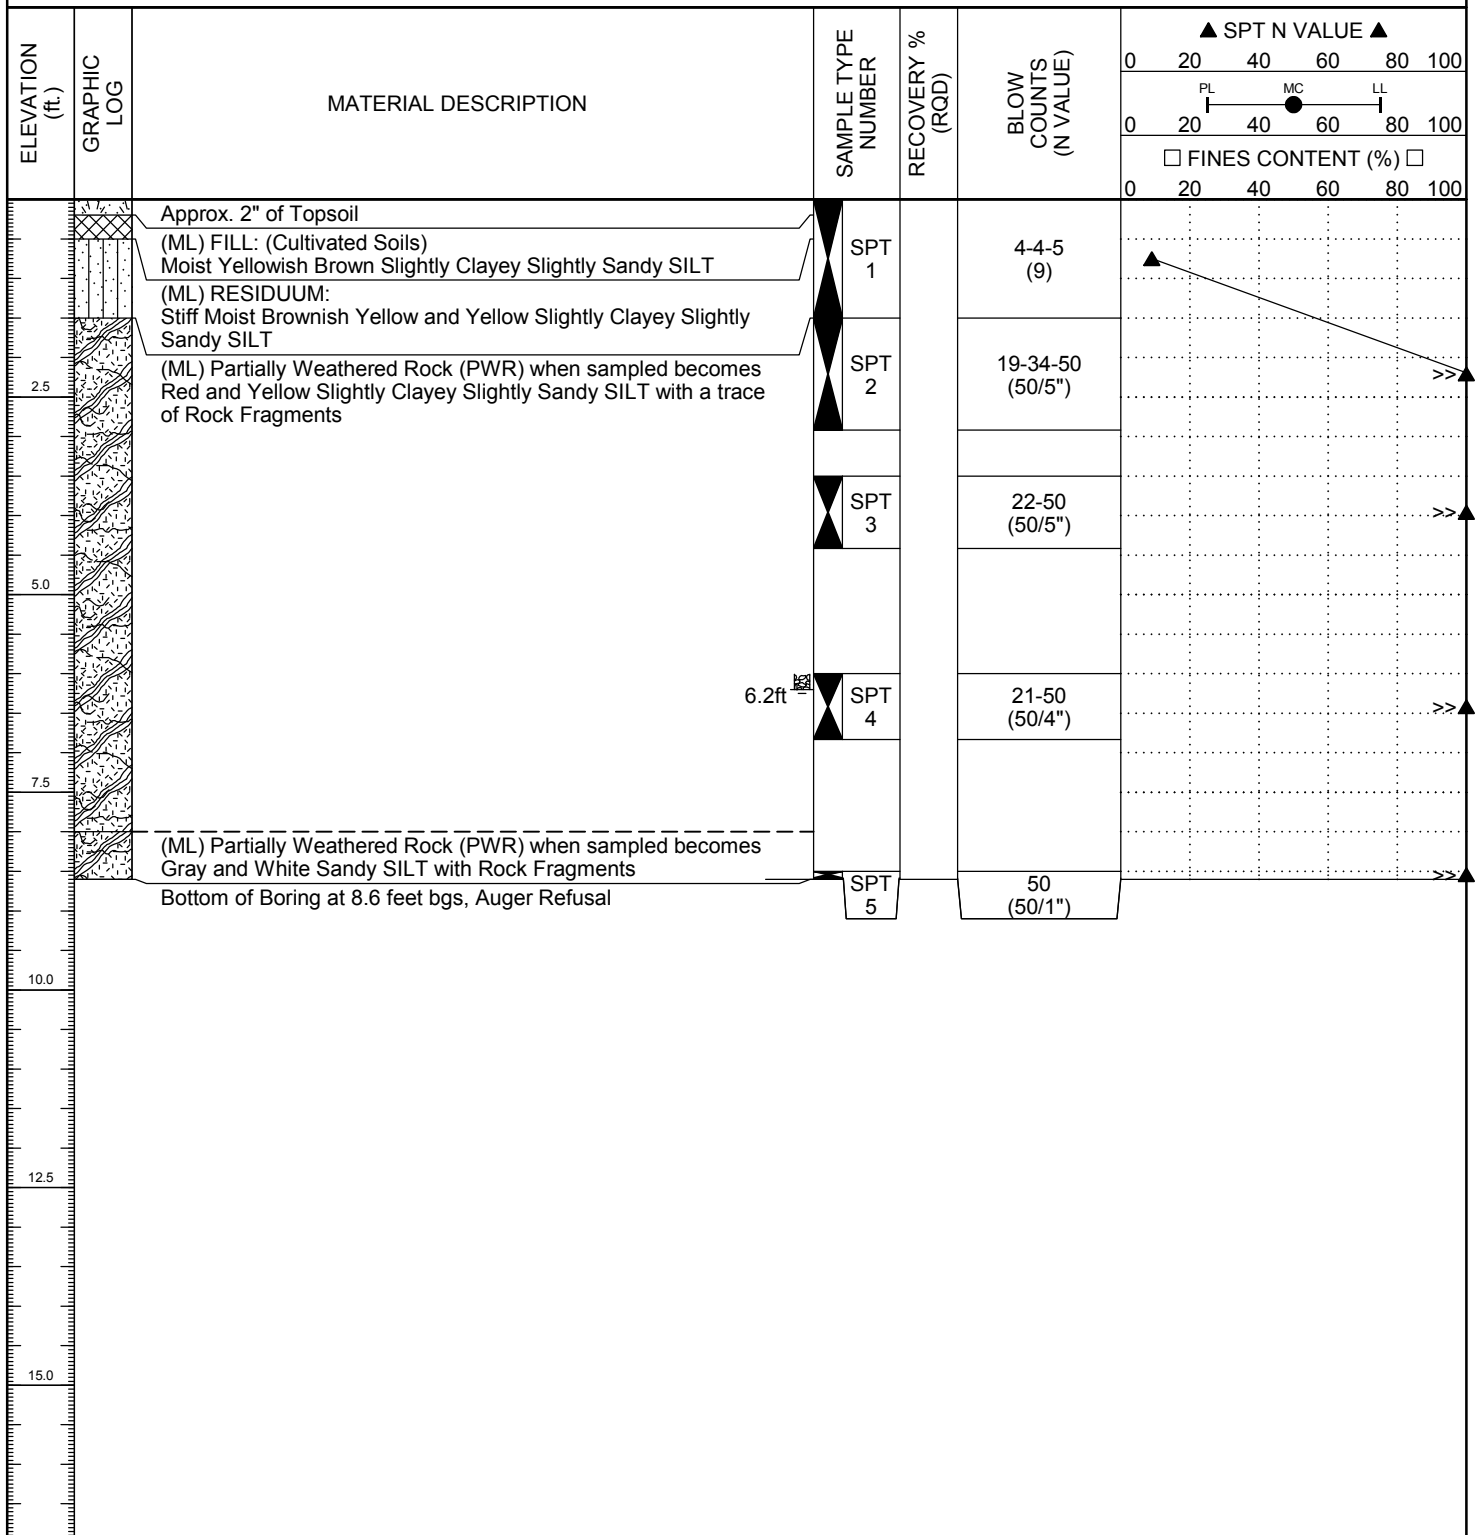 ELEVATION
(ft.)
GRAPHIC
LOG
MATERIAL DESCRIPTION
SAMPLE TYPE
NUMBER
RECOVERY %
(RQD)
BLOW
COUNTS
(N VALUE)
▲ SPT N VALUE ▲
0 20 40 60 80 100
PL MC LL
0 20 40 60 80 100
□ FINES CONTENT (%) □
0 20 40 60 80 100
Approx. 2" of Topsoil
(ML) FILL: (Cultivated Soils)
Moist Yellowish Brown Slightly Clayey Slightly Sandy SILT
SPT
1
4-4-5
(9)
(ML) RESIDUUM:
Stiff Moist Brownish Yellow and Yellow Slightly Clayey Slightly
Sandy SILT
(ML) Partially Weathered Rock (PWR) when sampled becomes
Red and Yellow Slightly Clayey Slightly Sandy SILT with a trace
of Rock Fragments
SPT
2
19-34-50
(50/5")
>>
2.5
SPT
3
22-50
(50/5")
>>
5.0
6.2ft
SPT
4
21-50
(50/4")
>>
7.5
(ML) Partially Weathered Rock (PWR) when sampled becomes
Gray and White Sandy SILT with Rock Fragments
SPT
5
50
(50/1")
>>
Bottom of Boring at 8.6 feet bgs, Auger Refusal
10.0
12.5
15.0